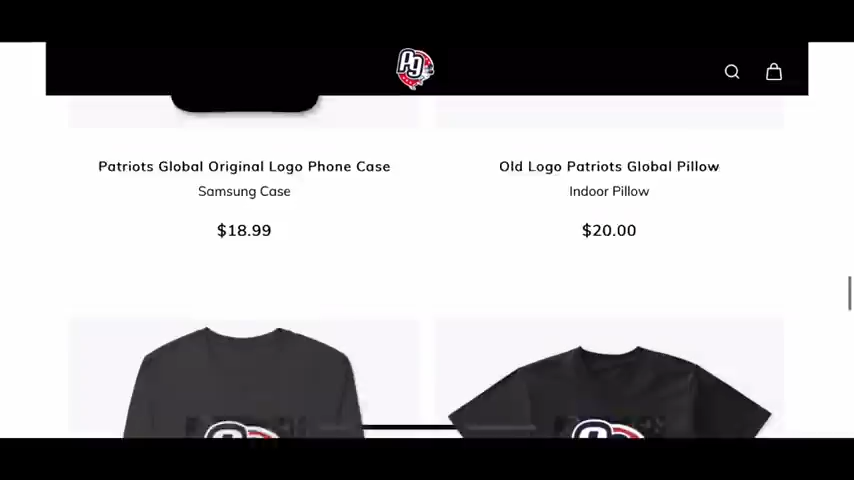 PG
Patriots Global Original Logo Phone Case
Samsung Case
$18.99
Old Logo Patriots Global Pillow
Indoor Pillow
$20.00